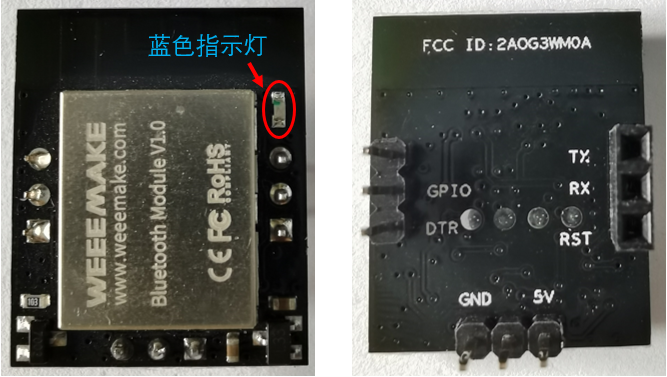 蓝色指示灯
WEEEMAKE
www.weeemake.com
Bluetooth Module V1.0
CE FC RoHS
COMPLIANT
103
FCC ID:2AOG3WM0A
TX
GPIO
RX
DTR
RST
GND
5V